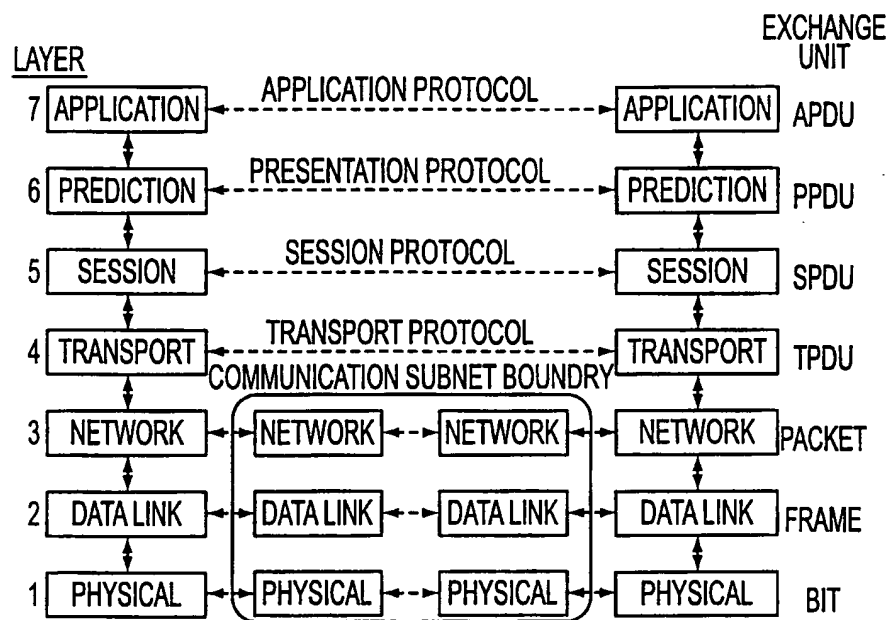 EXCHANGE
UNIT
LAYER
7 APPLICATION APPLICATION PROTOCOL APPLICATION APDU
6 PREDICTION PRESENTATION PROTOCOL PREDICTION PPDU
5 SESSION SESSION PROTOCOL SESSION SPDU
4 TRANSPORT TRANSPORT PROTOCOL TRANSPORT TPDU
COMMUNICATION SUBNET BOUNDRY
3 NETWORK NETWORK NETWORK NETWORK PACKET
2 DATA LINK DATA LINK DATA LINK DATA LINK FRAME
1 PHYSICAL PHYSICAL PHYSICAL PHYSICAL BIT